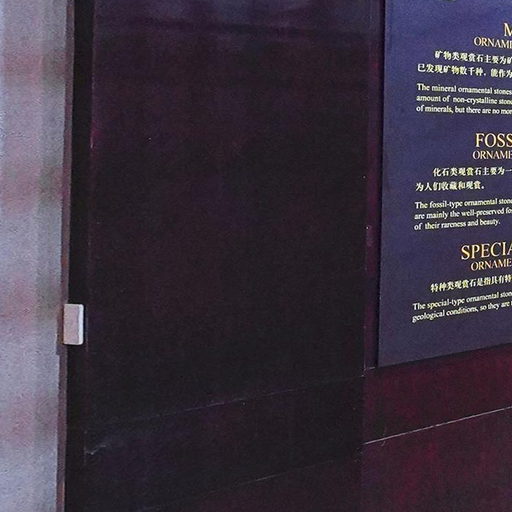 M
ORNAME
矿物类观赏石主要为矿
已发现矿物数千种，能作为
The mineral ornamental stones
amount of non-crystalline stone
of minerals, but there are no more
FOSS
ORNAME
化石类观赏石主要为一
为人们收藏和观赏。
The fossil-type ornamental stone
are mainly the well-preserved fos
of their rareness and beauty.
SPECIA
ORNAME
特种类观赏石是指具有特
The special-type ornamental stone
geological conditions, so they are